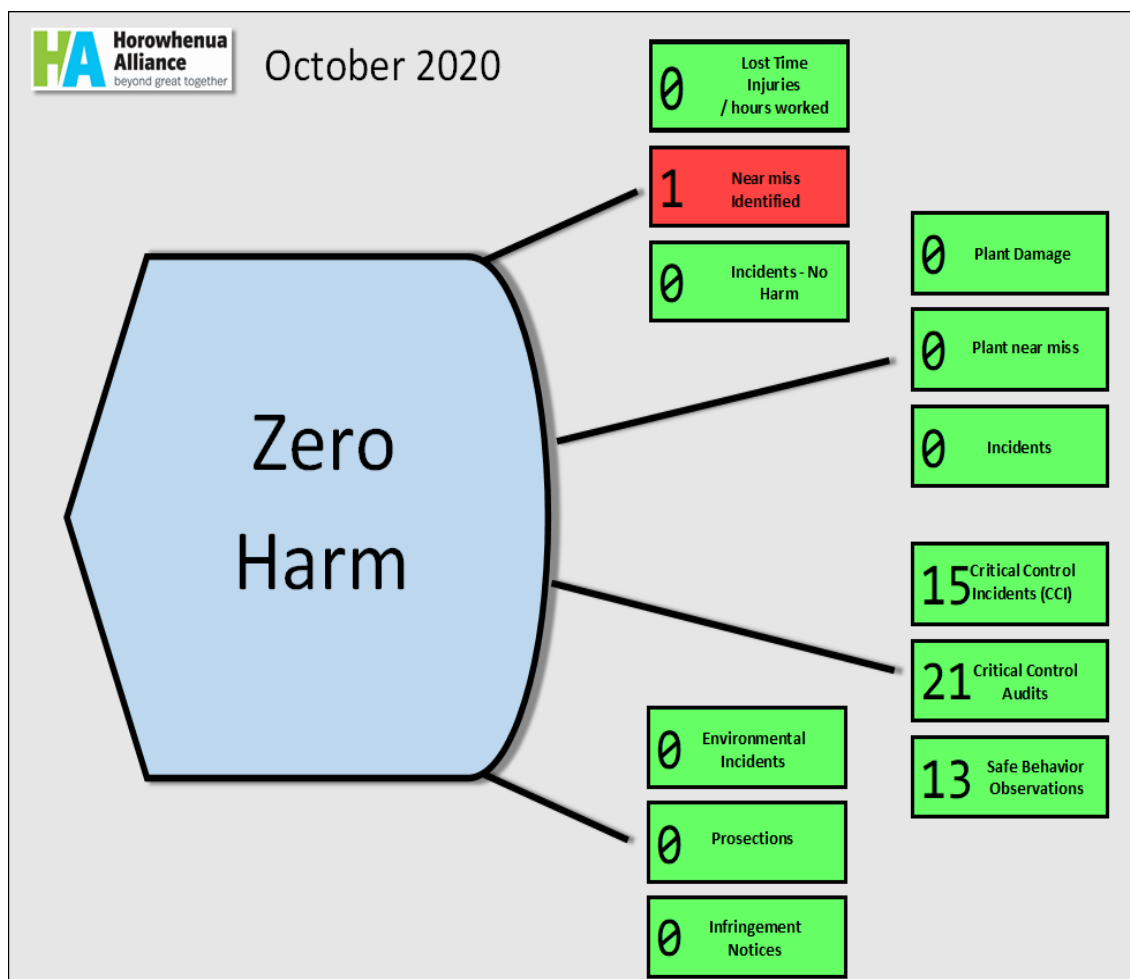 HA Horowhenua
Alliance
beyond great together
October 2020
0 Lost Time
Injuries
/ hours worked
1 Near miss
Identified
0 Incidents - No
Harm
0 Plant Damage
0 Plant near miss
0 Incidents
Zero
Harm
15 Critical Control
Incidents (CCI)
21 Critical Control
Audits
13 Safe Behavior
Observations
0 Environmental
Incidents
0 Prosections
0 Infringement
Notices